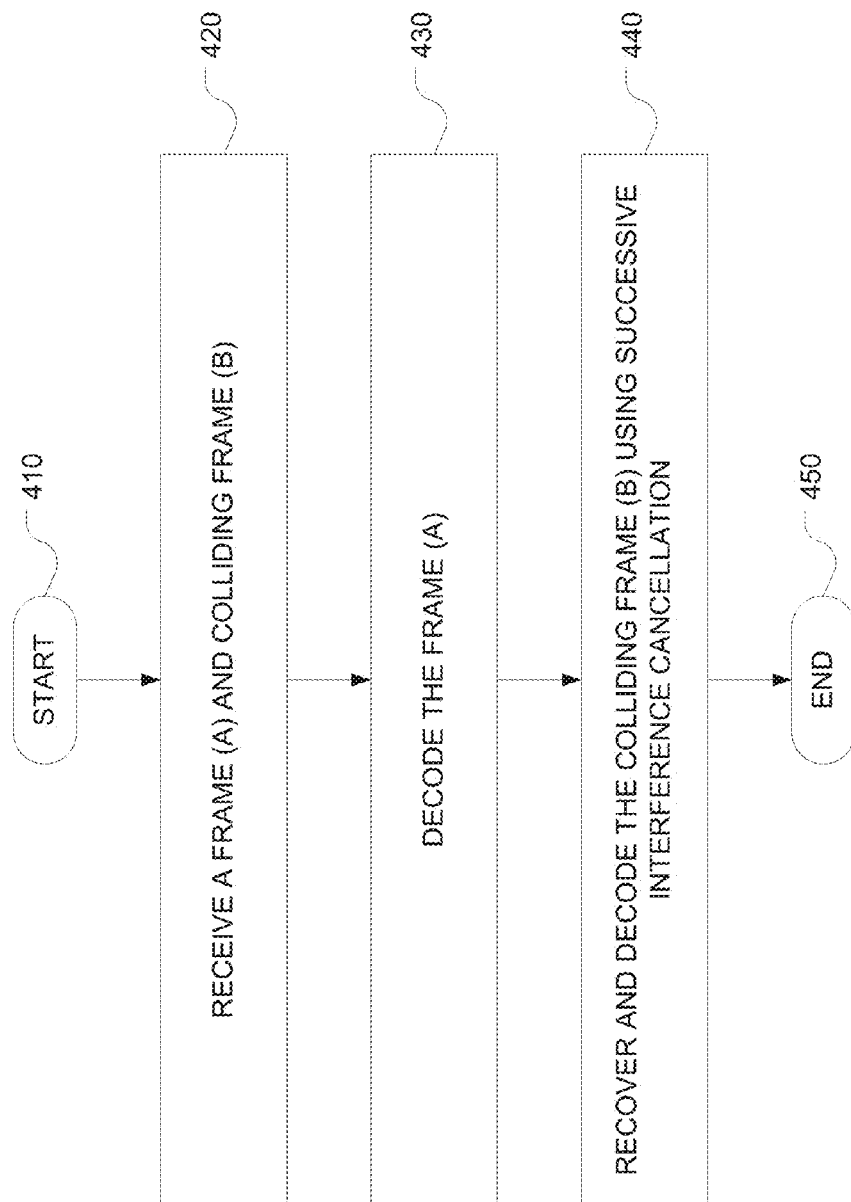 START
410
RECEIVE A FRAME (A) AND COLLIDING FRAME (B)
420
DECODE THE FRAME (A)
430
RECOVER AND DECODE THE COLLIDING FRAME (B) USING SUCCESSIVE
INTERFERENCE CANCELLATION
440
END
450